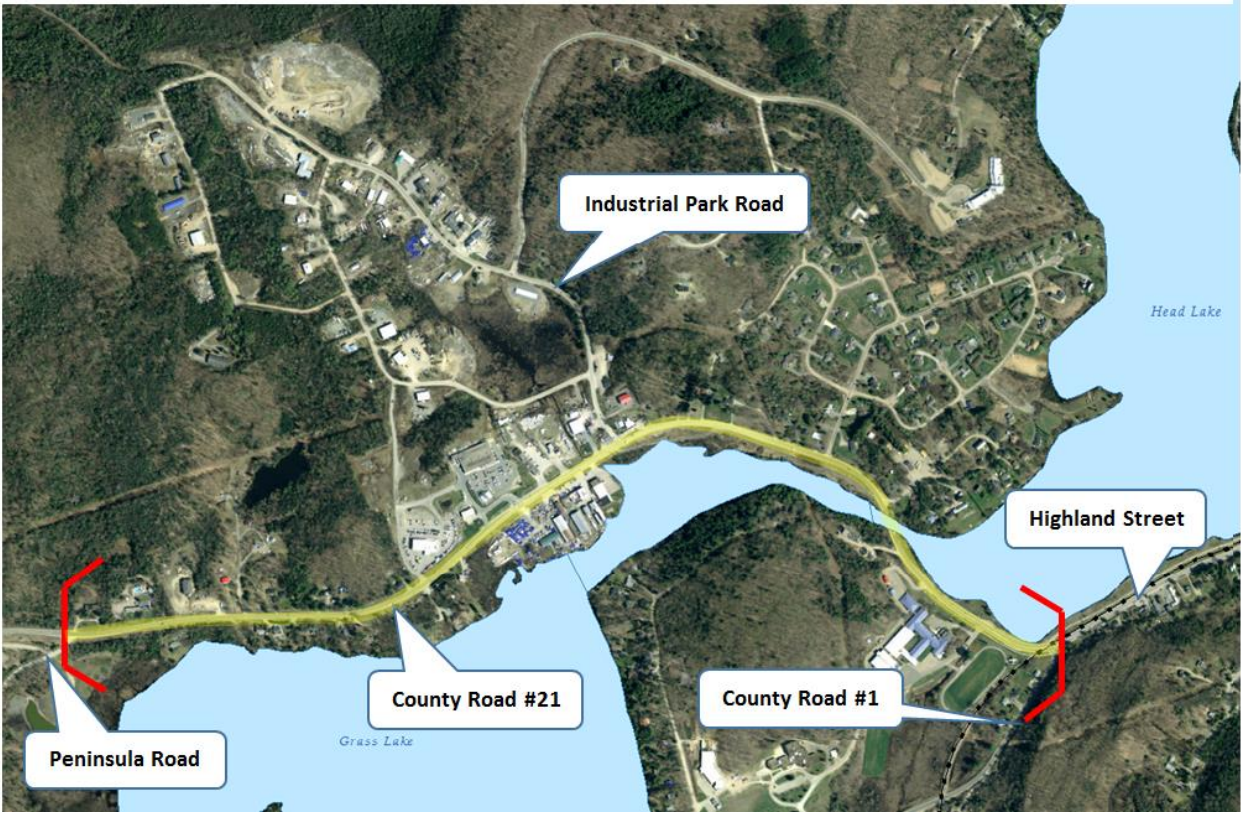 Industrial Park Road
Head Lake
Highland Street
County Road #21
County Road #1
Grass Lake
Peninsula Road